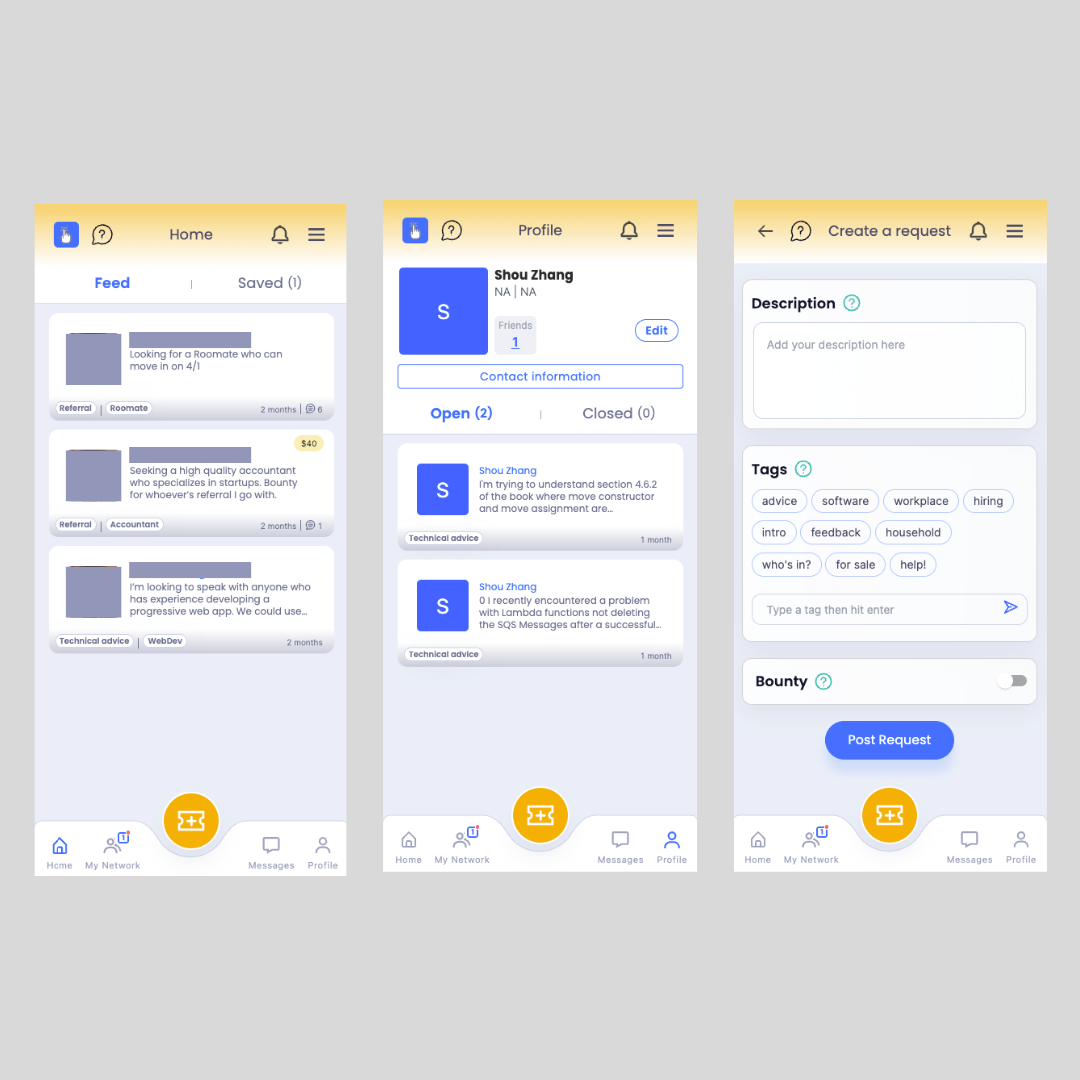 Home
Feed | Saved (1)
Looking for a Roomate who can
move in on 4/1
Referral | Roomate 2 months | 6
$40
Seeking a high quality accountant
who specializes in startups. Bounty
for whoever's referral I go with.
Referral | Accountant 2 months | 1
I'm looking to speak with anyone who
has experience developing a
progressive web app. We could use...
Technical advice | WebDev 2 months
1
Home My Network Messages Profile
Profile
S
Shou Zhang
NA | NA
Friends
1
Edit
Contact information
Open (2) | Closed (0)
S
Shou Zhang
I'm trying to understand section 4.6.2
of the book where move constructor
and move assignment are...
Technical advice 1 month
S
Shou Zhang
0 I recently encountered a problem
with Lambda functions not deleting
the SQS Messages after a successful...
Technical advice 1 month
1
Home My Network Messages Profile
Create a request
Description ?
Add your description here
Tags ?
advice software workplace hiring
intro feedback household
who's in? for sale help!
Type a tag then hit enter
Bounty ?
Post Request
1
Home My Network Messages Profile